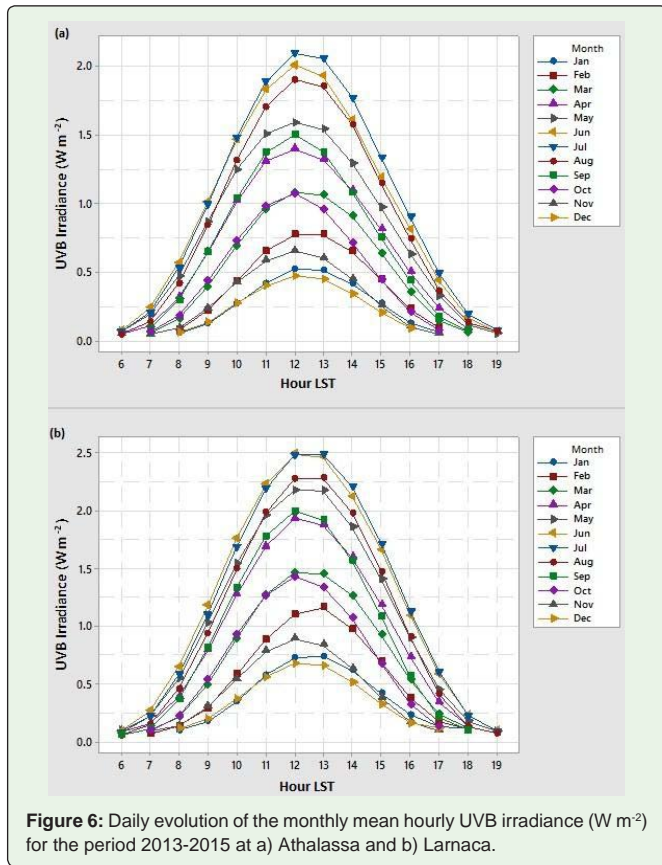 (a)
UVB Irradiance (W m⁻²)
2.0
1.5
1.0
0.5
0.0
6 7 8 9 10 11 12 13 14 15 16 17 18 19
Hour LST
Month
Jan
Feb
Mar
Apr
May
Jun
Jul
Aug
Sep
Oct
Nov
Dec
(b)
UVB Irradiance (W m⁻²)
2.5
2.0
1.5
1.0
0.5
0.0
6 7 8 9 10 11 12 13 14 15 16 17 18 19
Hour LST
Month
Jan
Feb
Mar
Apr
May
Jun
Jul
Aug
Sep
Oct
Nov
Dec
Figure 6: Daily evolution of the monthly mean hourly UVB irradiance (W m⁻²)
for the period 2013-2015 at a) Athalassa and b) Larnaca.